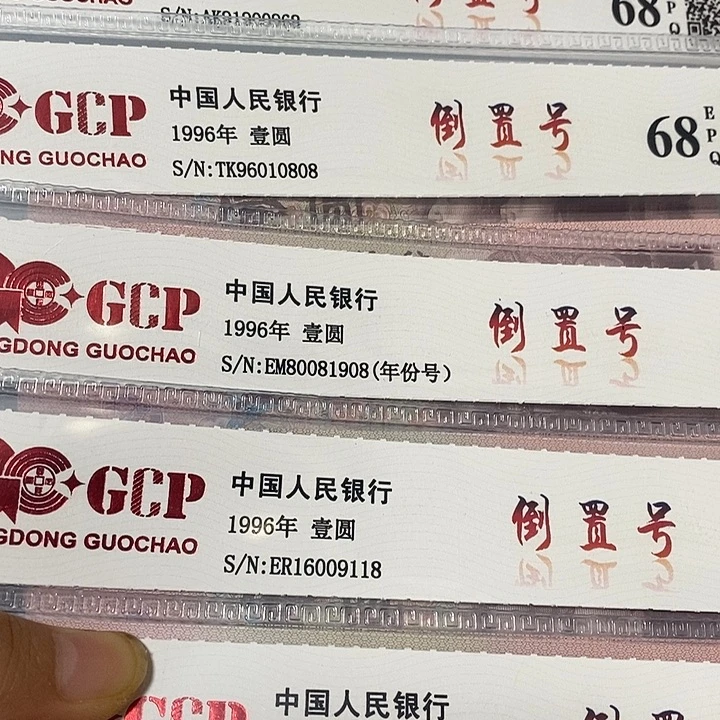 68
P
Q
GCP
NG GUOCHAO
中国人民银行
1996年 壹圆
S/N:TK96010808
倒置号
68
E
P
Q
GCP
GDONG GUOCHAO
中国人民银行
1996年 壹圆
S/N:EM80081908(年份号)
倒置号
GCP
GDONG GUOCHAO
中国人民银行
1996年 壹圆
S/N:ER16009118
倒置号
GCP
中国人民银行